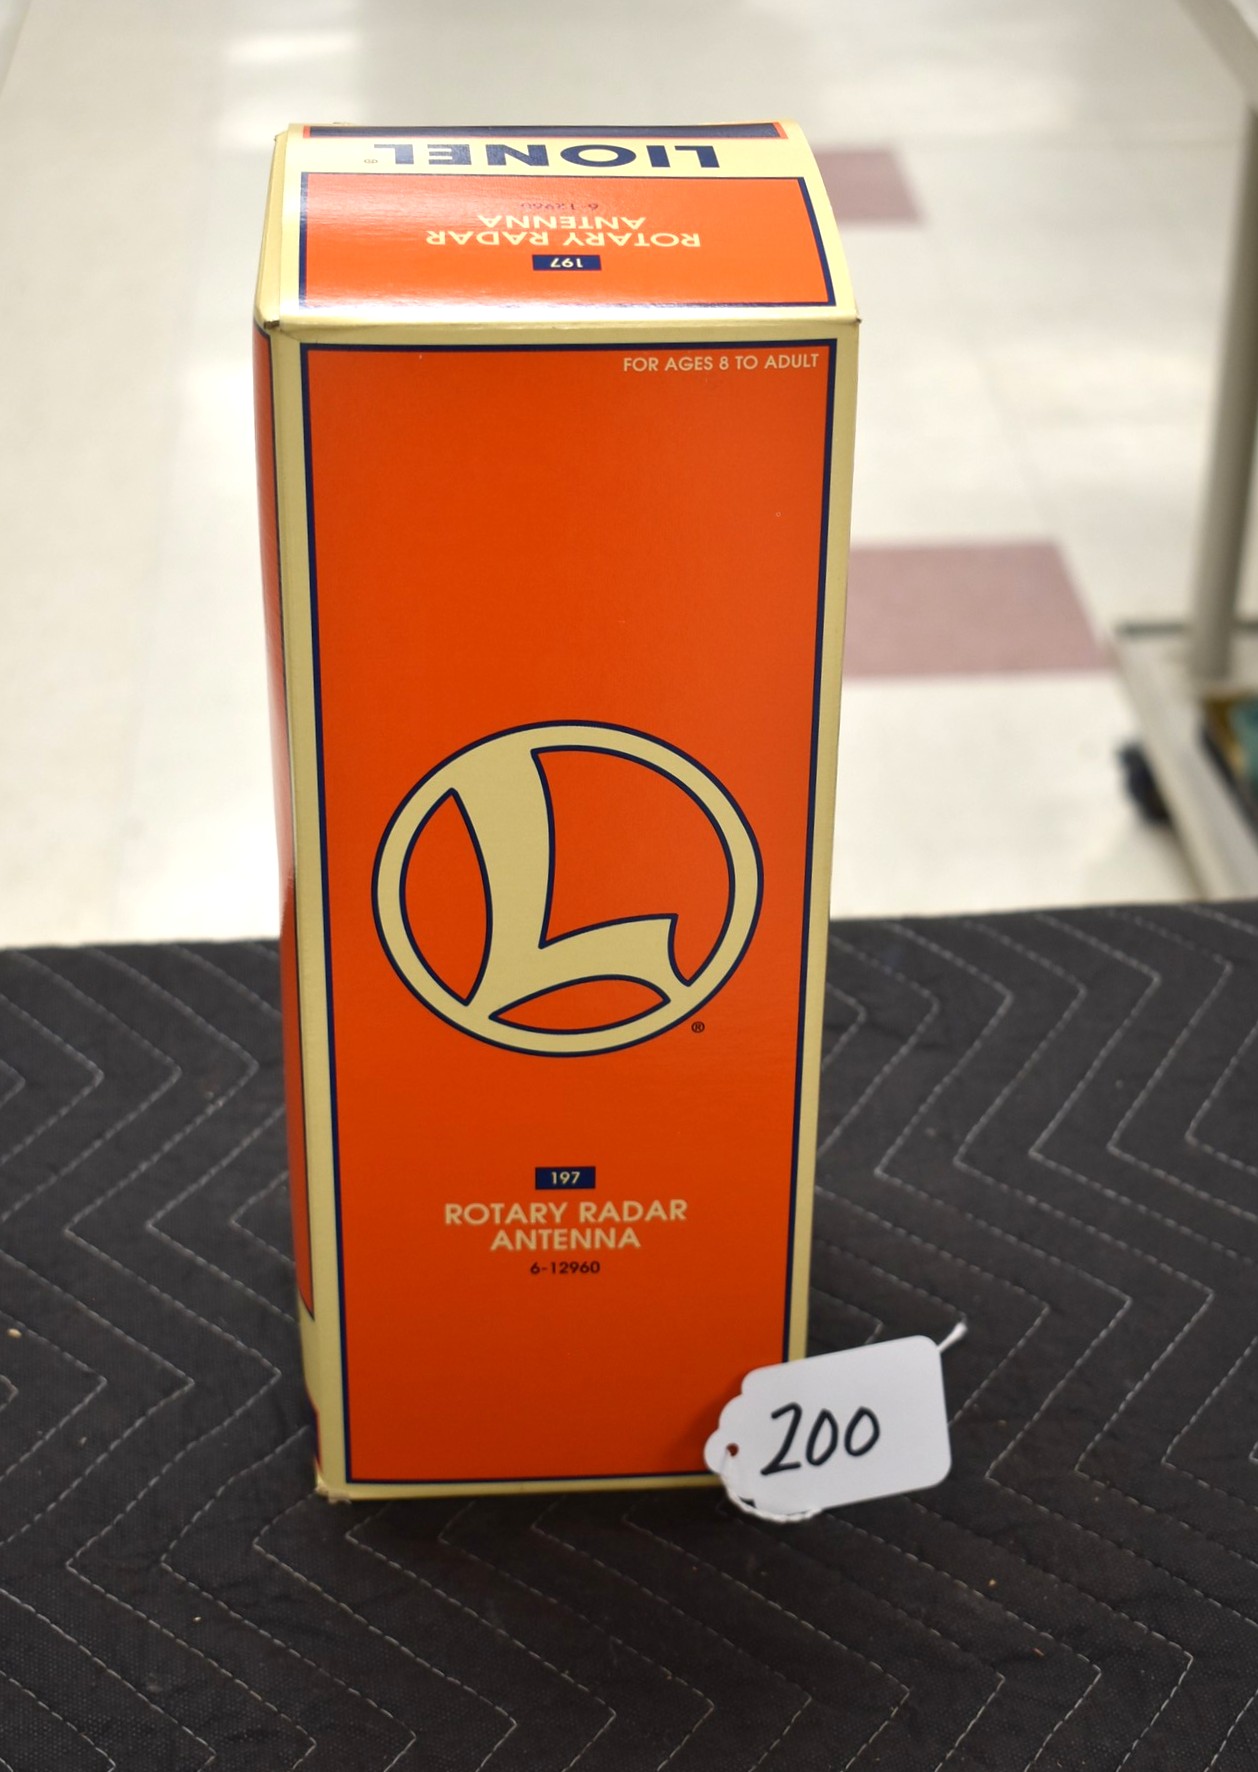 LIONEL ®
6-12960
ROTARY RADAR
ANTENNA
197
FOR AGES 8 TO ADULT
L
®
197
ROTARY RADAR
ANTENNA
6-12960
200